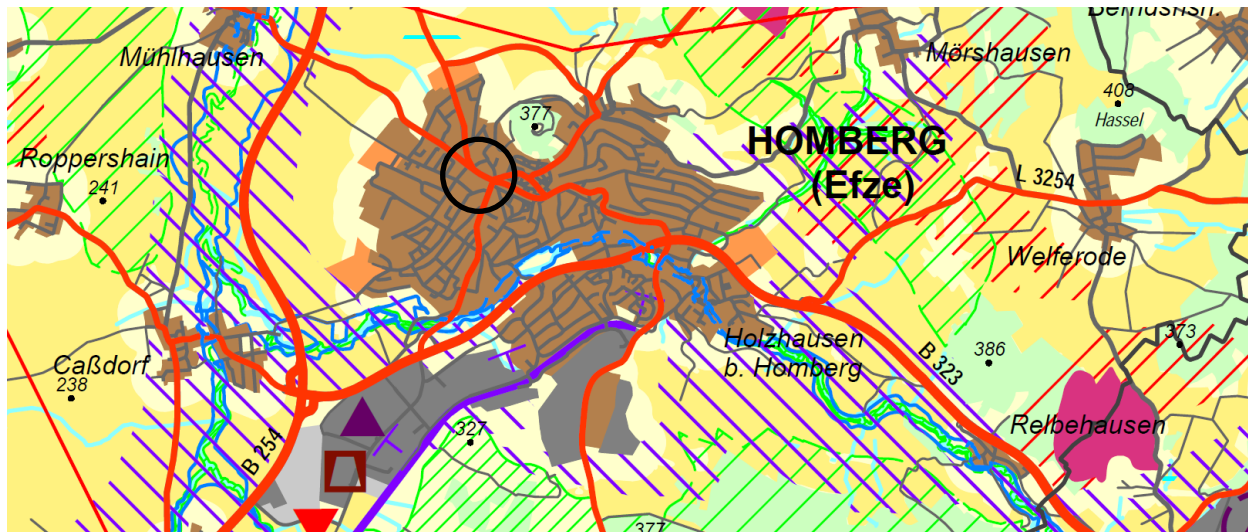 Mühlhausen
Mörshausen
408
Hassel
377
HOMBERG
(Efze)
Roppershain
241
L 3254
Welferode
Caßdorf
238
Holzhausen
b. Homberg
B 323
386
373
B 254
327
Relbehausen
377